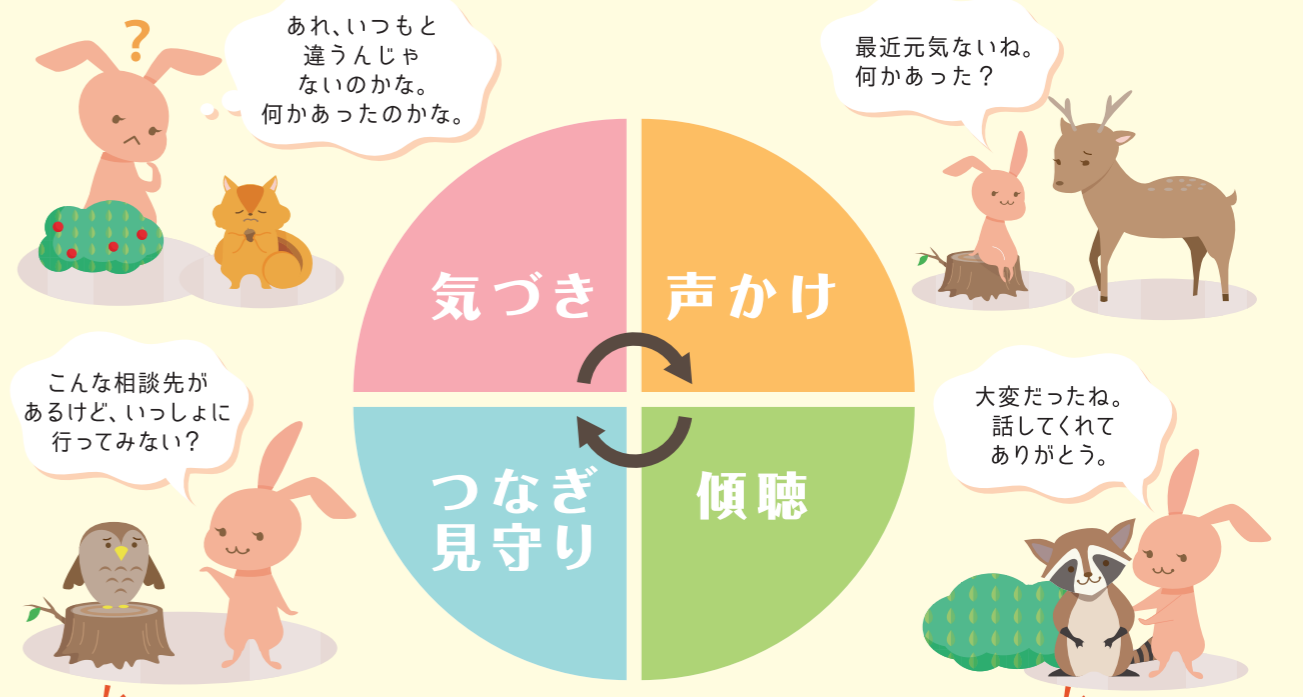 ?
あれ、いつもと
違うんじゃ
ないのかな。
何かあったのかな。
最近元気ないね。
何かあった？
気づき
声かけ
こんな相談先が
あるけど、いっしょに
行ってみない？
つなぎ
見守り
傾聴
大変だったね。
話してくれて
ありがとう。